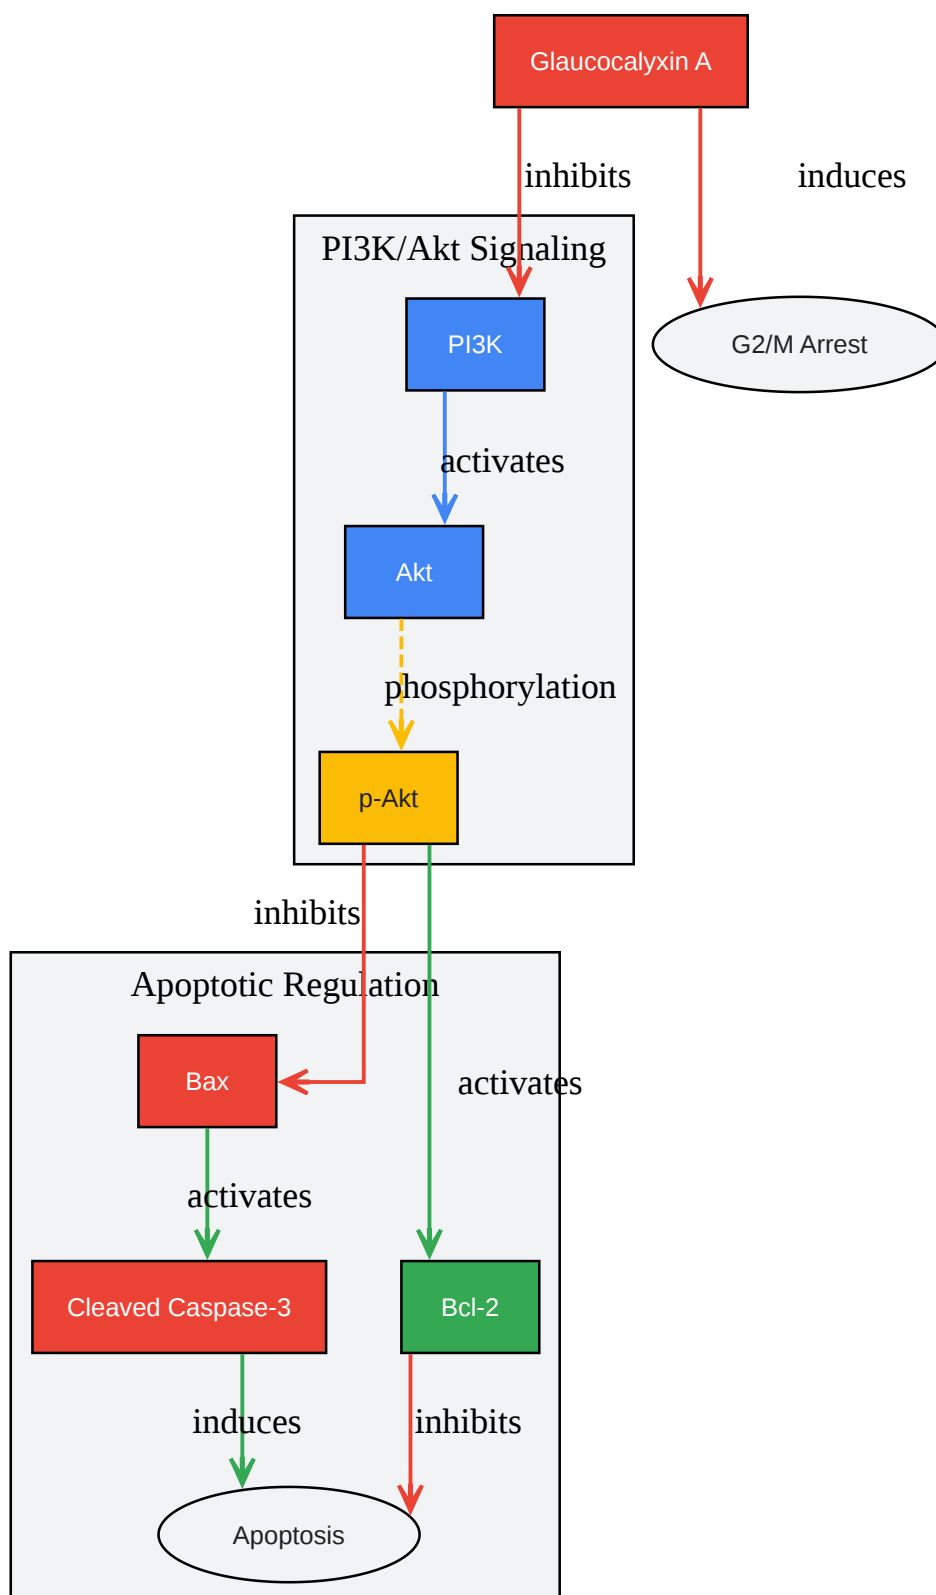 Glaucocalyxin A
inhibits
induces
PI3K/Akt Signaling
PI3K
G2/M Arrest
activates
Akt
phosphorylation
p-Akt
inhibits
Apoptotic Regulation
Bax
activates
activates
Cleaved Caspase-3
Bcl-2
induces
inhibits
Apoptosis